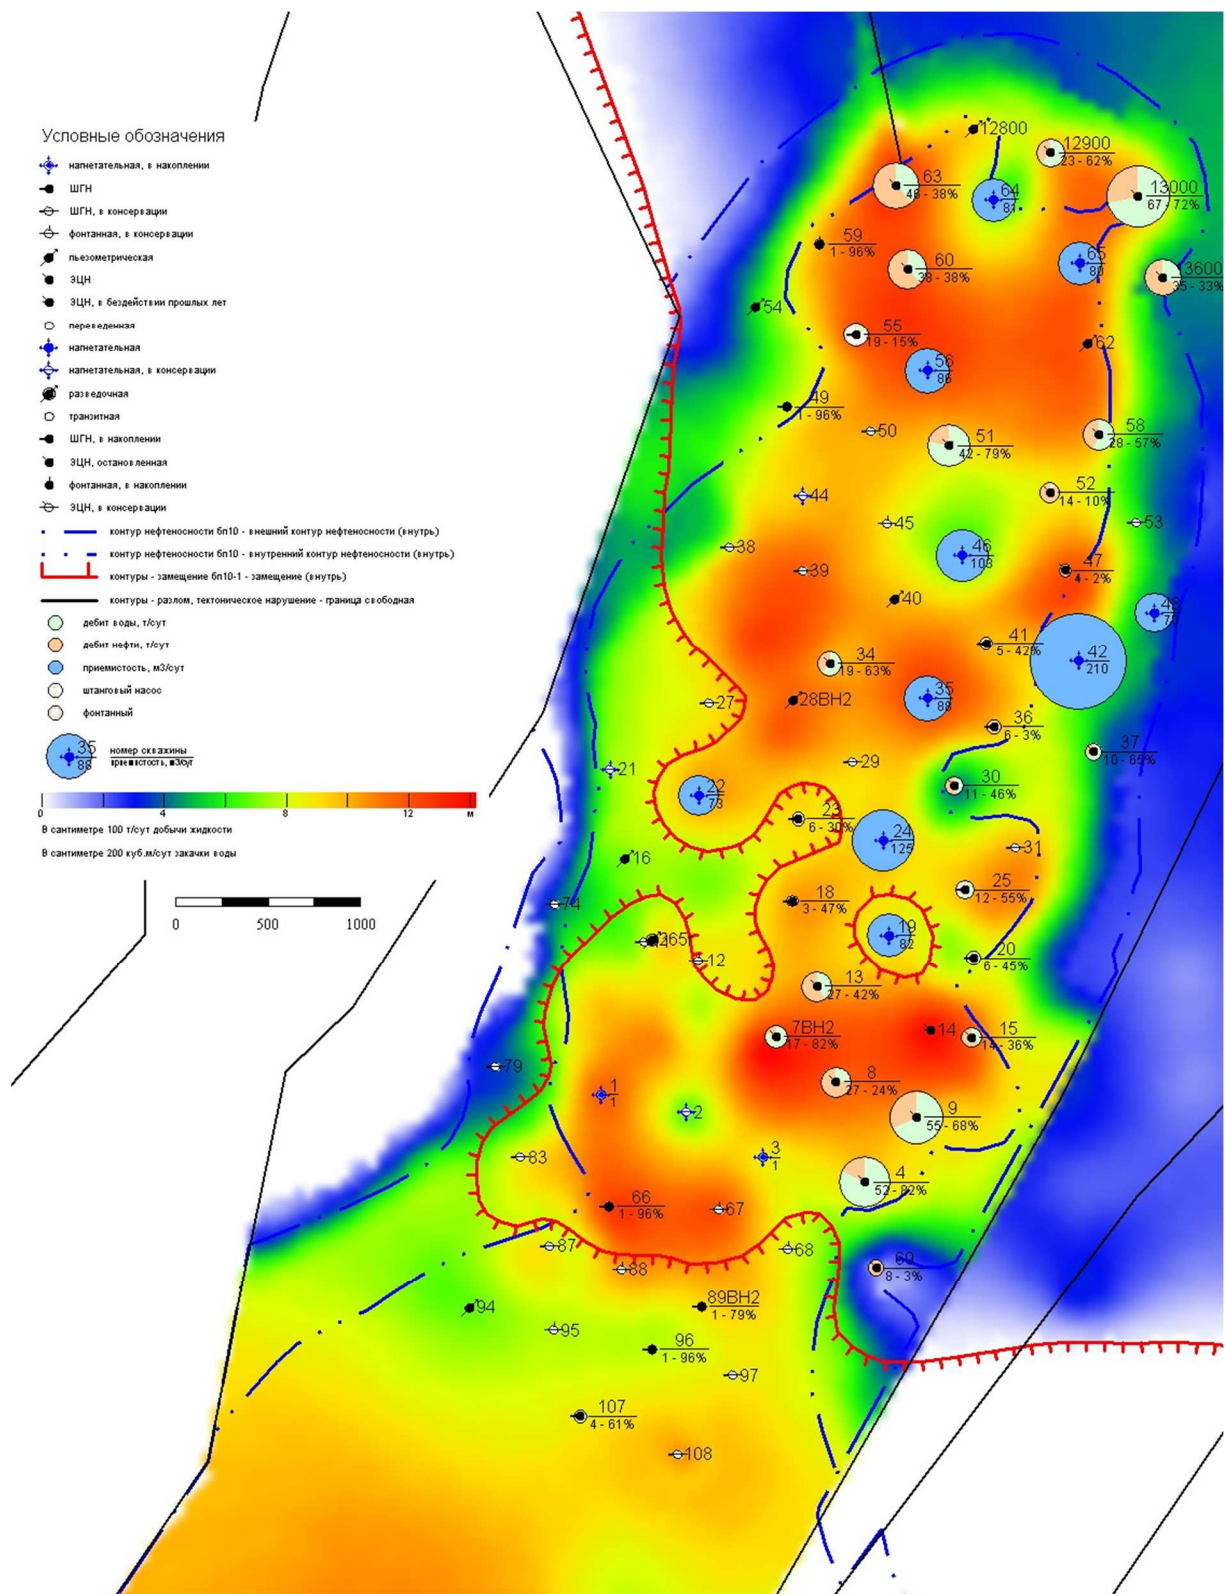 Условные обозначения
нагнетательная, в накоплении
ШГН
ШГН, в консервации
фонтанная, в консервации
пьезометрическая
ЭЦН
ЭЦН, в бездействии прошлых лет
переведенная
нагнетательная
нагнетательная, в консервации
разведочная
транзитная
ШГН, в накоплении
ЭЦН, остановленная
фонтанная, в накоплении
ЭЦН, в консервации
контур нефтеносности бп10 - внешний контур нефтеносности (внутрь)
контур нефтеносности бп10 - внутренний контур нефтеносности (внутрь)
контуры - замещение бп10-1 - замещение (внутрь)
контуры - разлом, тектоническое нарушение - граница свободная
дебит воды, т/сут
дебит нефти, т/сут
приемистость, м3/сут
штанговый насос
фонтанный
35
88
номер скважины
приемистость, м3/сут
0 4 8 12 м
В сантиметре 100 т/сут добычи жидкости
В сантиметре 200 куб.м/сут закачки воды
0 500 1000
12800
12900
23 - 62%
63
46 - 38%
64
81
13000
67 - 72%
59
1 - 96%
60
38 - 38%
65
80
3600
35 - 33%
54
55
19 - 15%
62
56
86
49
1 - 96%
50
51
42 - 79%
58
28 - 57%
44
52
14 - 10%
45
53
38
46
103
39
47
4 - 2%
40
48
41
5 - 42%
34
19 - 63%
42
210
28ВН2
35
88
27
36
6 - 3%
37
10 - 65%
29
21
22
73
30
11 - 46%
23
6 - 30%
24
125
31
16
25
12 - 55%
18
3 - 47%
74
19
82
265
12
20
6 - 45%
13
27 - 42%
7ВН2
17 - 82%
14
15
14 - 36%
79
8
27 - 24%
1
1
2
9
55 - 68%
3
1
83
4
52 - 82%
66
1 - 96%
67
87
68
88
69
8 - 3%
94
89ВН2
1 - 79%
95
96
1 - 96%
97
107
4 - 61%
108